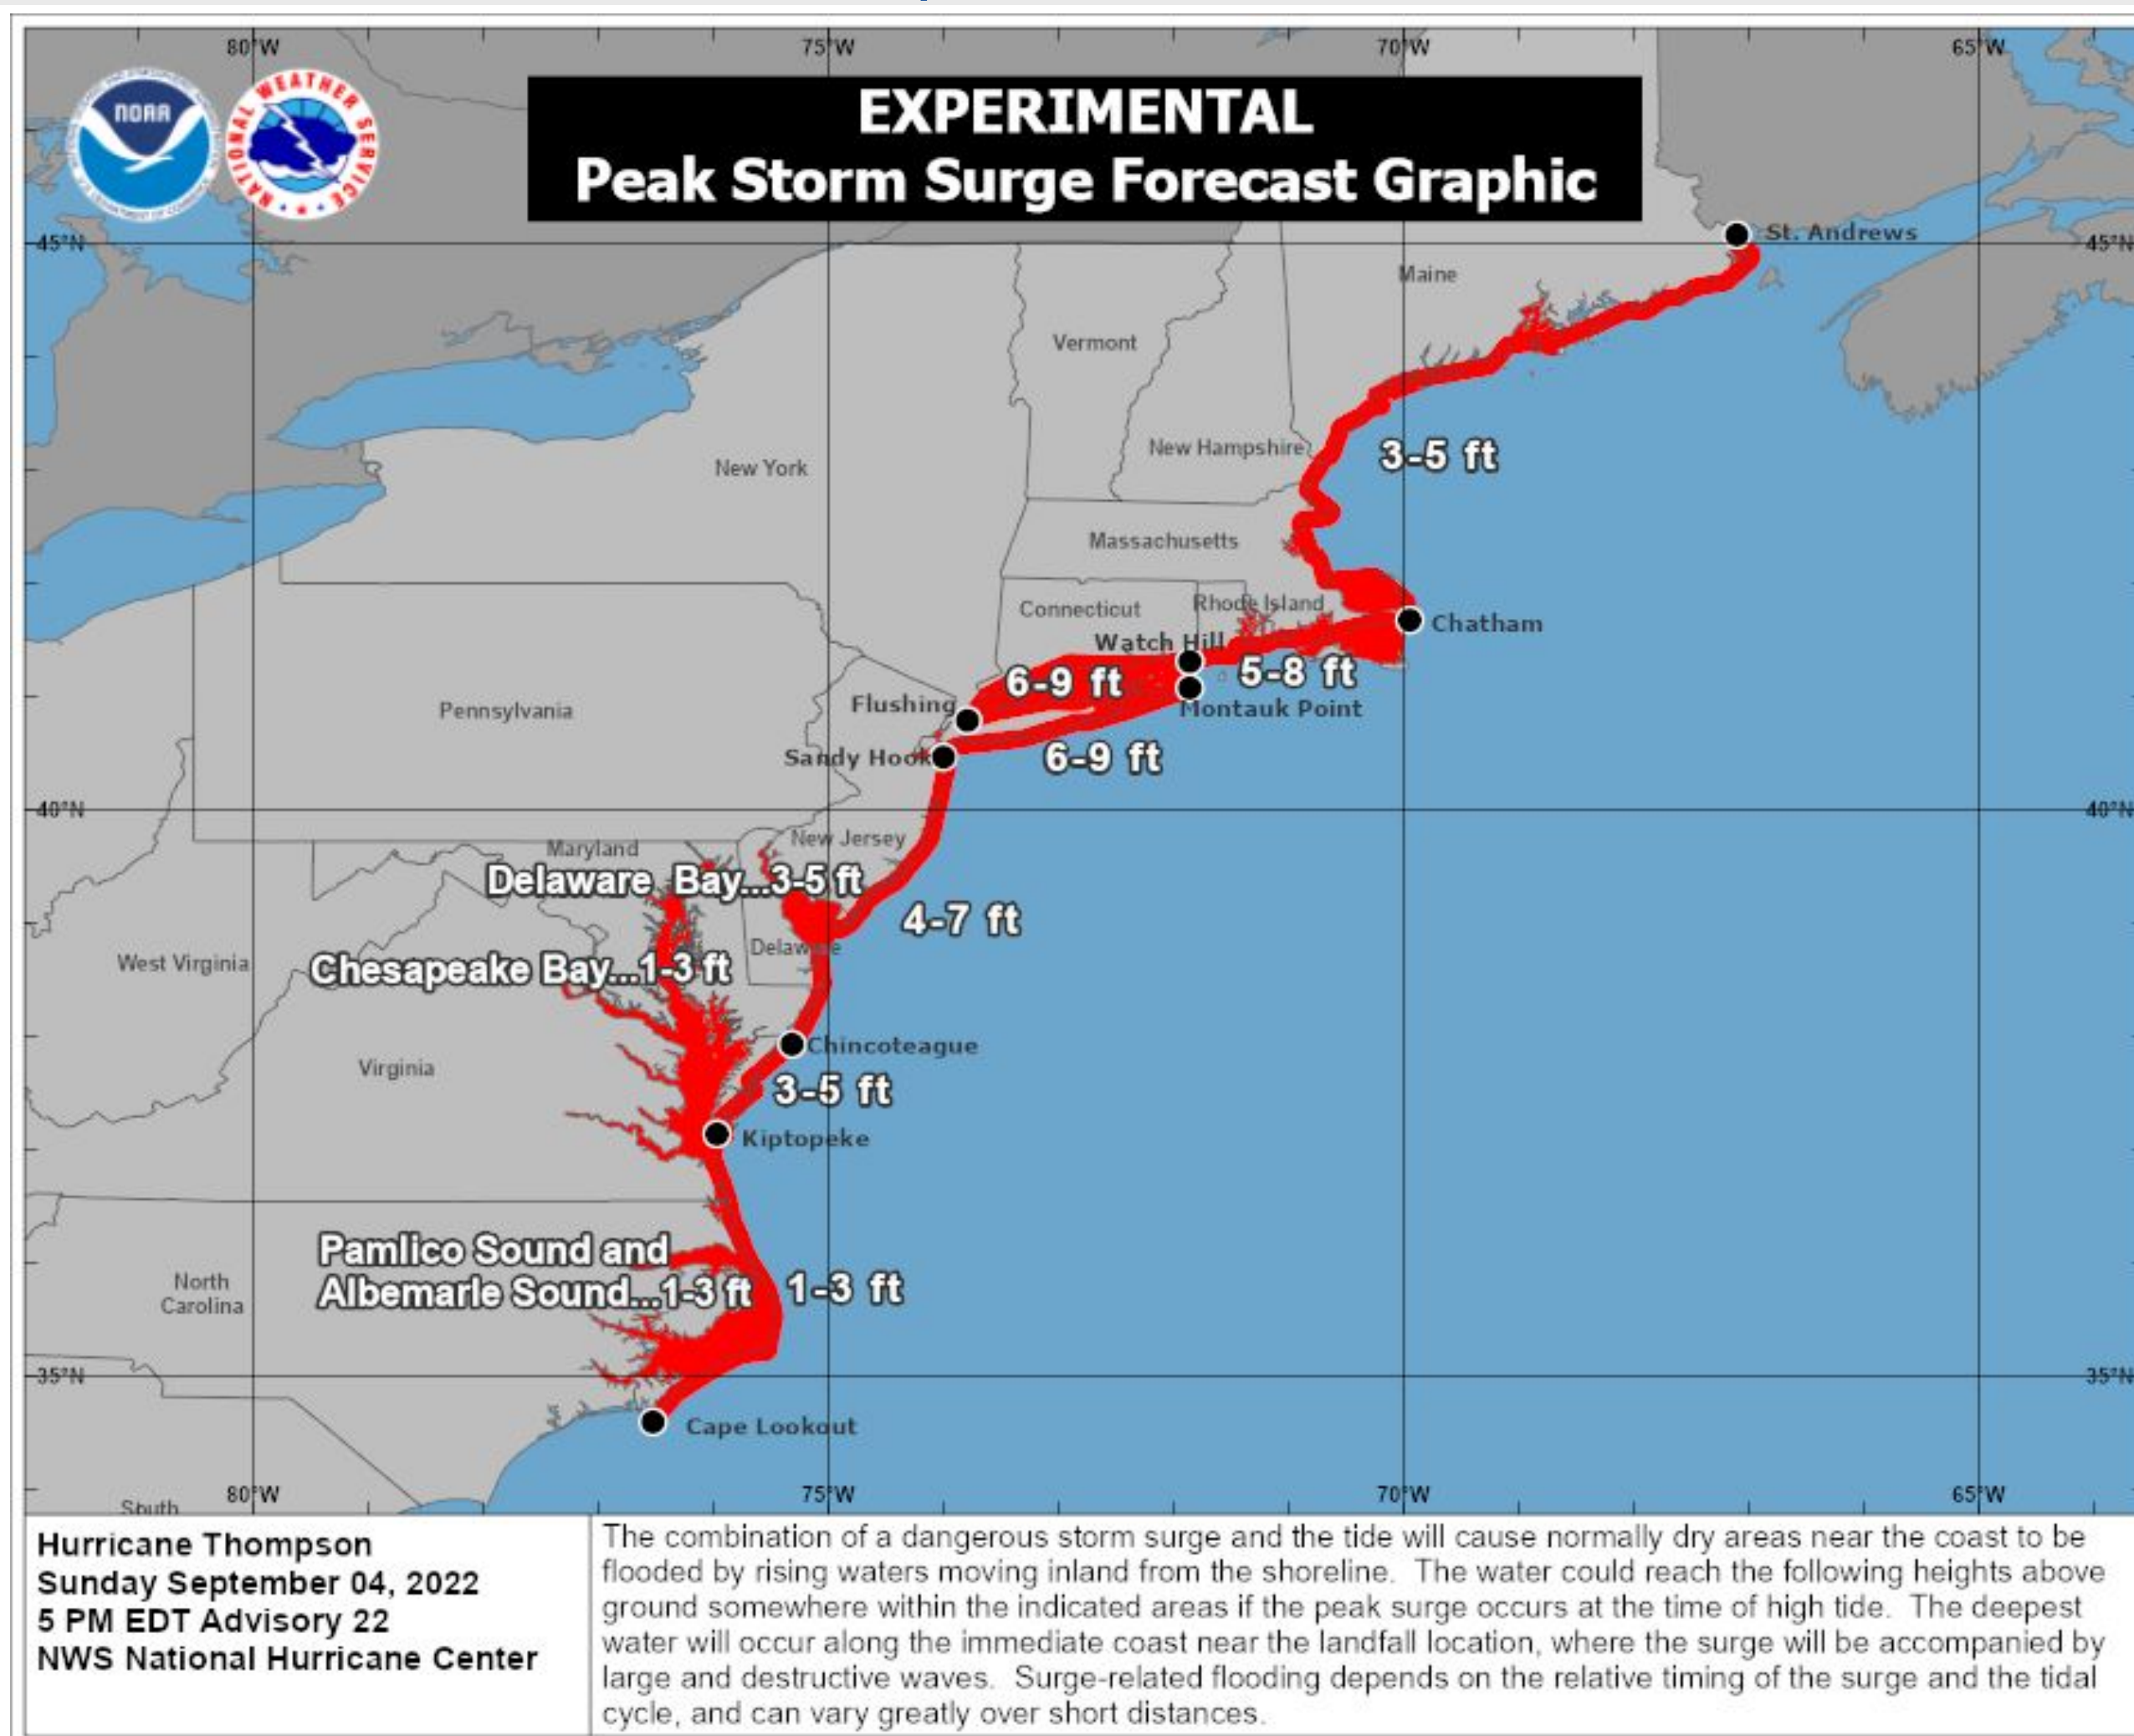 80°W 75°W 70°W 65°W
NOAA
NATIONAL WEATHER SERVICE
EXPERIMENTAL
Peak Storm Surge Forecast Graphic
45°N 45°N
St. Andrews
Maine
Vermont
New Hampshire
3-5 ft
New York
Massachusetts
Connecticut
Rhode Island
Chatham
Watch Hill
5-8 ft
6-9 ft
Flushing
Montauk Point
Pennsylvania
Sandy Hook
6-9 ft
40°N 40°N
New Jersey
Maryland
Delaware Bay...3-5 ft
4-7 ft
Delaware
West Virginia
Chesapeake Bay...1-3 ft
Chincoteague
Virginia
3-5 ft
Kiptopeke
Pamlico Sound and
Albemarle Sound...1-3 ft
1-3 ft
North
Carolina
35°N 35°N
Cape Lookout
South
80°W 75°W 70°W 65°W
Hurricane Thompson
Sunday September 04, 2022
5 PM EDT Advisory 22
NWS National Hurricane Center
The combination of a dangerous storm surge and the tide will cause normally dry areas near the coast to be
flooded by rising waters moving inland from the shoreline. The water could reach the following heights above
ground somewhere within the indicated areas if the peak surge occurs at the time of high tide. The deepest
water will occur along the immediate coast near the landfall location, where the surge will be accompanied by
large and destructive waves. Surge-related flooding depends on the relative timing of the surge and the tidal
cycle, and can vary greatly over short distances.